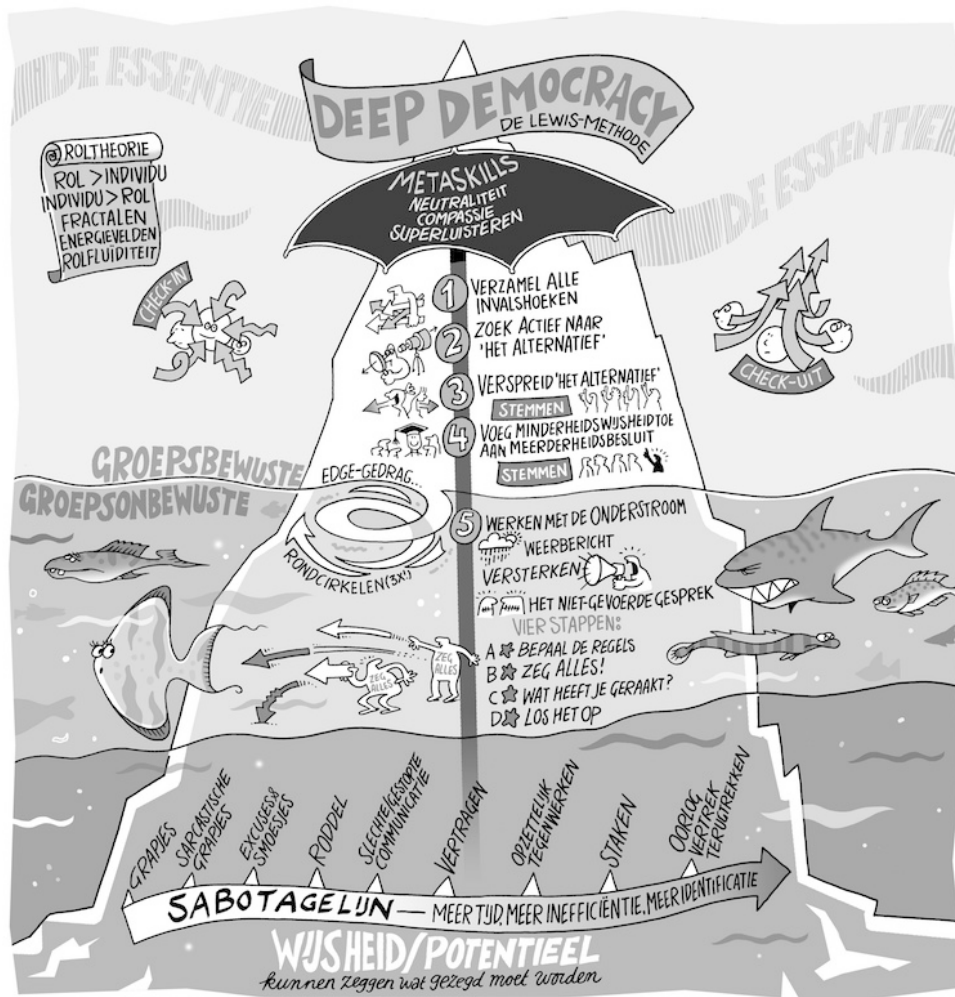 DE ESSENTIE
DEEP DEMOCRACY
DE LEWIS-METHODE
DE ESSENTIE
@ ROLTHEORIE
ROL > INDIVIDU
INDIVIDU > ROL
FRACTALEN
ENERGIEVELDEN
ROLFLUÏDITEIT
METASKILLS
NEUTRALITEIT
COMPASSIE
SUPERLUISTEREN
CHECK-IN
CHECK-UIT
1 VERZAMEL ALLE
INVALSHOEKEN
2 ZOEK ACTIEF NAAR
'HET ALTERNATIEF'
3 VERSPREID 'HET ALTERNATIEF'
STEMMEN
4 VOEG MINDERHEIDSWIJSHEID TOE
AAN MEERDERHEIDSBESLUIT
STEMMEN
GROEPSBEWUSTE
GROEPSONBEWUSTE
EDGE-GEDRAG...
RONDCIRKELEN (3X!)
5 WERKEN MET DE ONDERSTROOM
WEERBERICHT
VERSTERKEN
HET NIET-GEVOERDE GESPREK
VIER STAPPEN:
A BEPAAL DE REGELS
B ZEG ALLES!
C WAT HEEFT JE GERAAKT?
D LOS HET OP
ZEG
ALLES
ZEG
ALLES
GRAPJES
SARCASTISCHE
GRAPJES
EXCUSES &
SMOESJES
RODDEL
SLECHTE/GESTOPTE
COMMUNICATIE
VERTRAGEN
OPZETTELIJK
TEGENWERKEN
STAKEN
OORLOG
VERTREK
TERUGTREKKEN
SABOTAGELIJN — MEER TIJD, MEER INEFFICIËNTIE, MEER IDENTIFICATIE
WIJSHEID/POTENTIEEL
kunnen zeggen wat gezegd moet worden